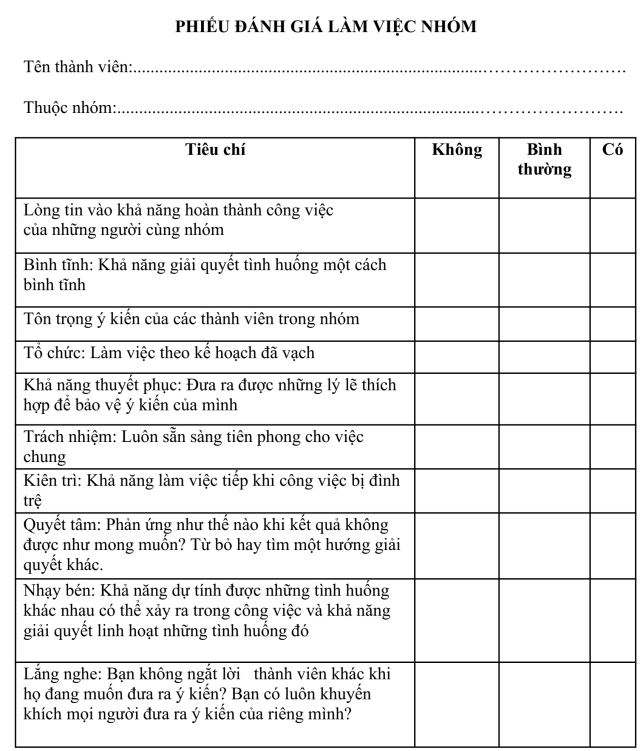 PHIẾU ĐÁNH GIÁ LÀM VIỆC NHÓM
Tên thành viên:................................................................................……………………….
Thuộc nhóm:..................................................................................……………………….
Tiêu chí Không Bình Có
thường
Lòng tin vào khả năng hoàn thành công việc
của những người cùng nhóm
Bình tĩnh: Khả năng giải quyết tình huống một cách
bình tĩnh
Tôn trọng ý kiến của các thành viên trong nhóm
Tổ chức: Làm việc theo kế hoạch đã vạch
Khả năng thuyết phục: Đưa ra được những lý lẽ thích
hợp để bảo vệ ý kiến của mình
Trách nhiệm: Luôn sẵn sàng tiên phong cho việc
chung
Kiên trì: Khả năng làm việc tiếp khi công việc bị đình
trệ
Quyết tâm: Phản ứng như thế nào khi kết quả không
được như mong muốn? Từ bỏ hay tìm một hướng giải
quyết khác.
Nhạy bén: Khả năng dự tính được những tình huống
khác nhau có thể xảy ra trong công việc và khả năng
giải quyết linh hoạt những tình huống đó
Lắng nghe: Bạn không ngắt lời thành viên khác khi
họ đang muốn đưa ra ý kiến? Bạn có luôn khuyến
khích mọi người đưa ra ý kiến của riêng mình?